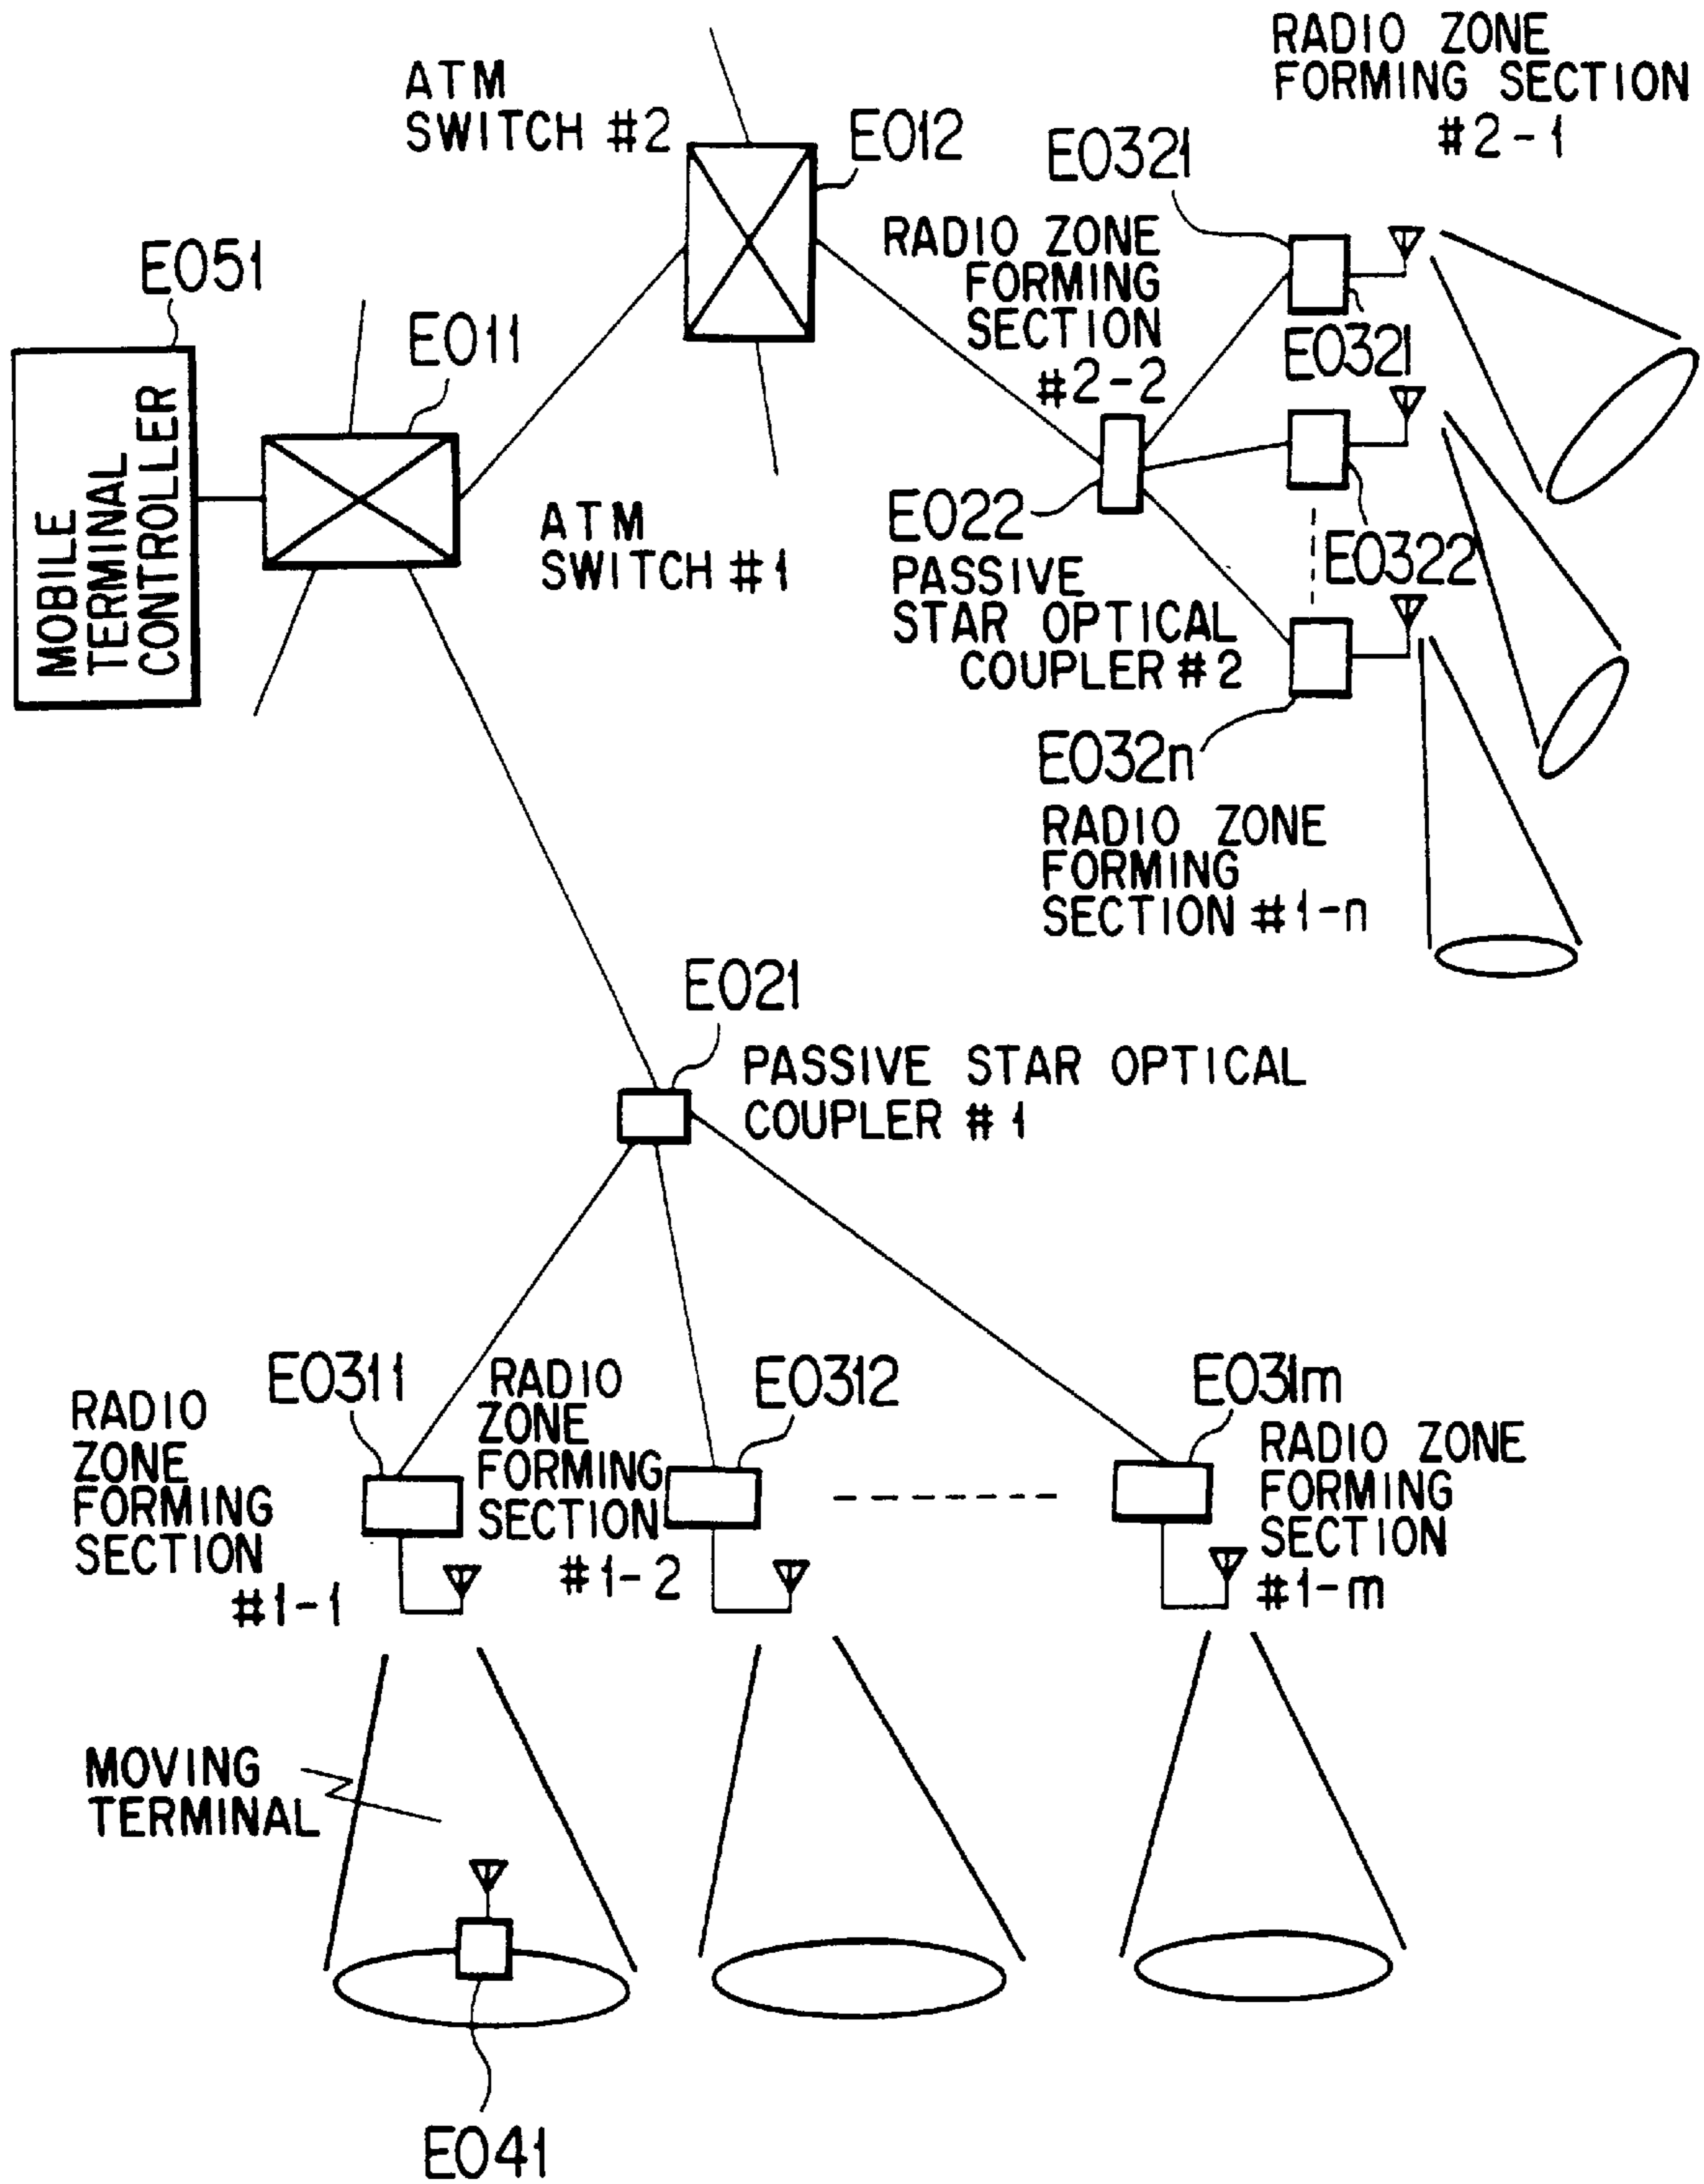 RADIO ZONE
FORMING SECTION
#2-1
ATM
SWITCH #2
E012
E0321
RADIO ZONE
FORMING
SECTION
#2-2
E051
E011
E0321
MOBILE
TERMINAL
CONTROLLER
ATM
SWITCH #1
E022
PASSIVE
STAR OPTICAL
COUPLER #2
E0322
E032n
RADIO ZONE
FORMING
SECTION #1-n
E021
PASSIVE STAR OPTICAL
COUPLER #1
E0311
RADIO
ZONE
FORMING
SECTION
#1-1
RADIO
ZONE
FORMING
SECTION
#1-2
E0312
E031m
RADIO ZONE
FORMING
SECTION
#1-m
MOVING
TERMINAL
E041